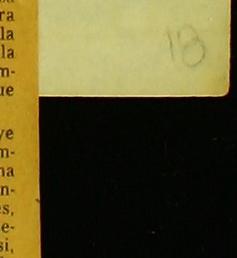 ra
la
la
m-
ue
ye
m-
na
n-
es,
e-
si,
18